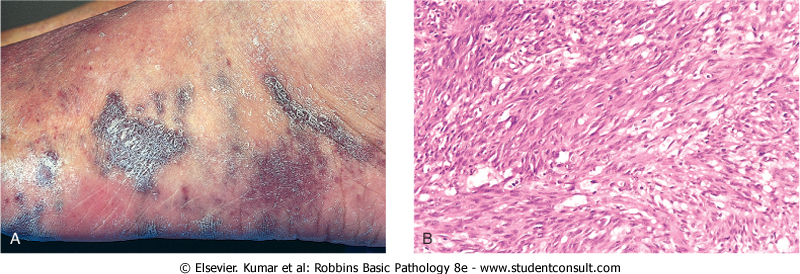 A
B
© Elsevier. Kumar et al: Robbins Basic Pathology 8e - www.studentconsult.com